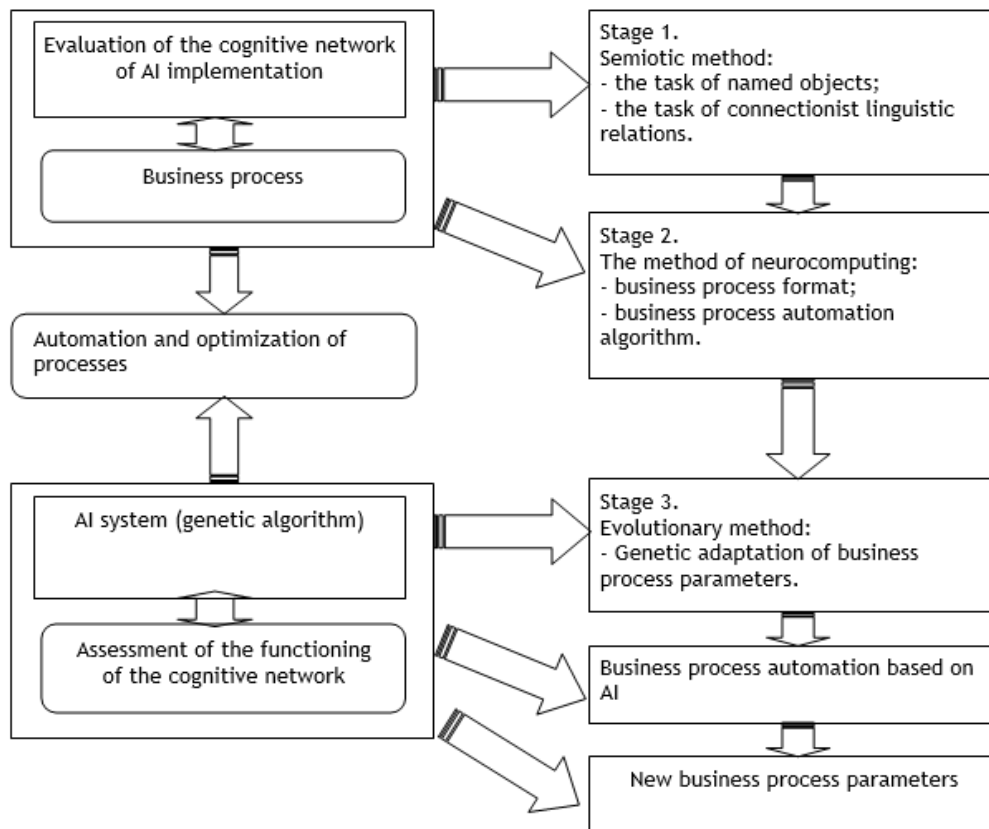 Evaluation of the cognitive network
of AI implementation
Business process
Automation and optimization of
processes
AI system (genetic algorithm)
Assessment of the functioning
of the cognitive network
Stage 1.
Semiotic method:
- the task of named objects;
- the task of connectionist linguistic
relations.
Stage 2.
The method of neurocomputing:
- business process format;
- business process automation
algorithm.
Stage 3.
Evolutionary method:
- Genetic adaptation of business
process parameters.
Business process automation based on
AI
New business process parameters